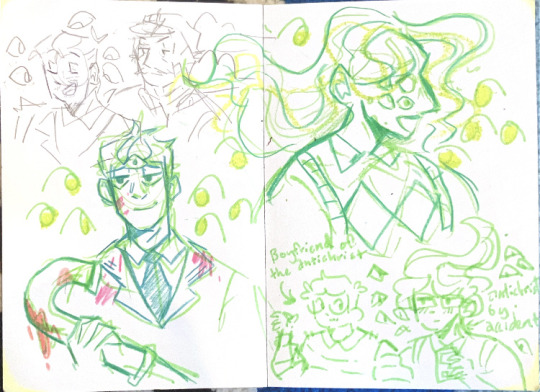 Boyfriend of
the antichrist
antichrist
by
accident